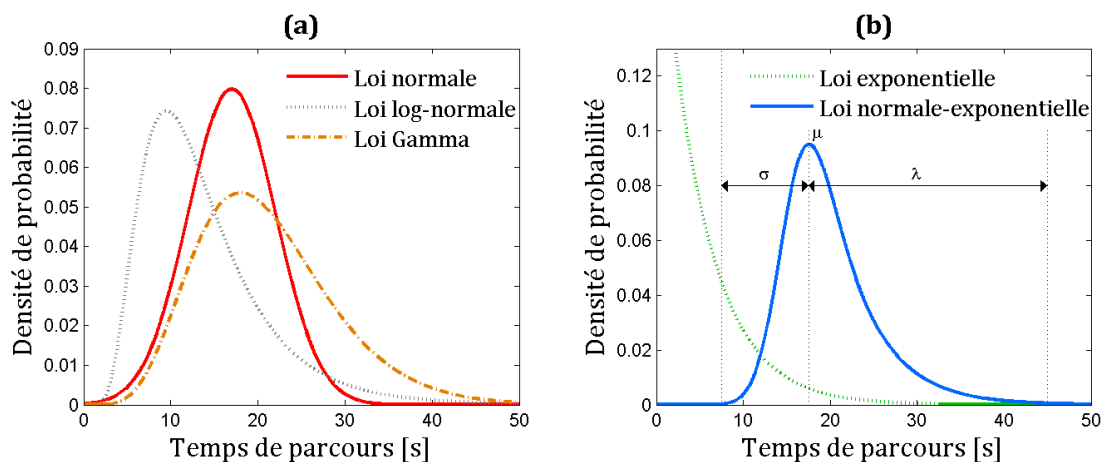 (a)
0.09
0.08
0.07
0.06
0.05
0.04
0.03
0.02
0.01
0
Densité de probabilité
Loi normale
Loi log-normale
Loi Gamma
0 10 20 30 40 50
Temps de parcours [s]
(b)
0.12
0.1
0.08
0.06
0.04
0.02
0
Densité de probabilité
Loi exponentielle
Loi normale-exponentielle
μ
σ
λ
0 10 20 30 40 50
Temps de parcours [s]